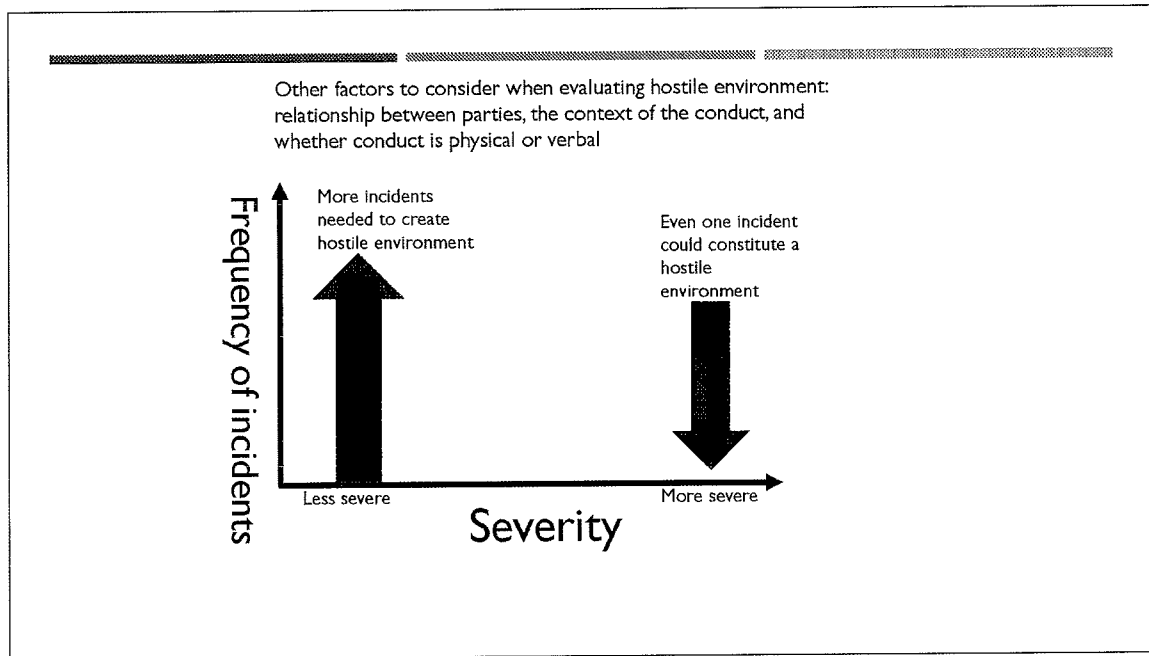 Other factors to consider when evaluating hostile environment:
relationship between parties, the context of the conduct, and
whether conduct is physical or verbal
Frequency of incidents
More incidents
needed to create
hostile environment
Even one incident
could constitute a
hostile
environment
Less severe
More severe
Severity